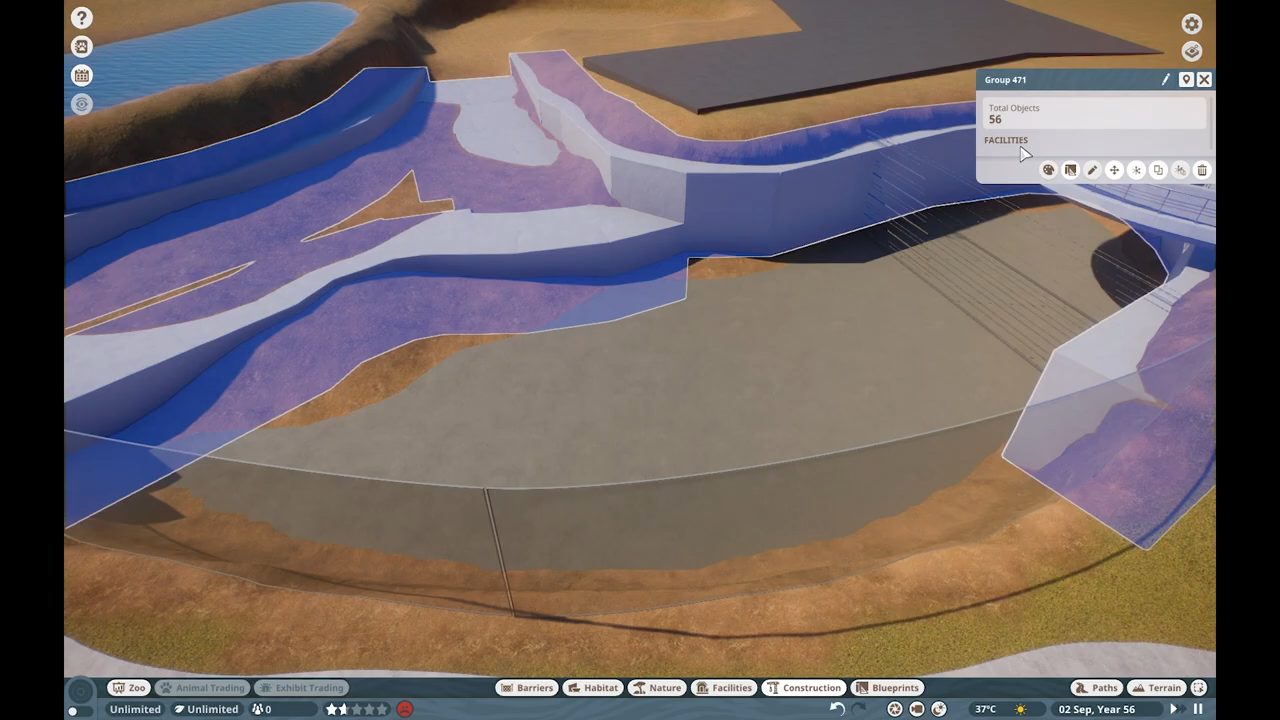 ?
Group 471
Total Objects
56
FACILITIES
Zoo
Animal Trading
Exhibit Trading
Barriers
Habitat
Nature
Facilities
Construction
Blueprints
Paths
Terrain
Unlimited
Unlimited
0
37°C
02 Sep, Year 56